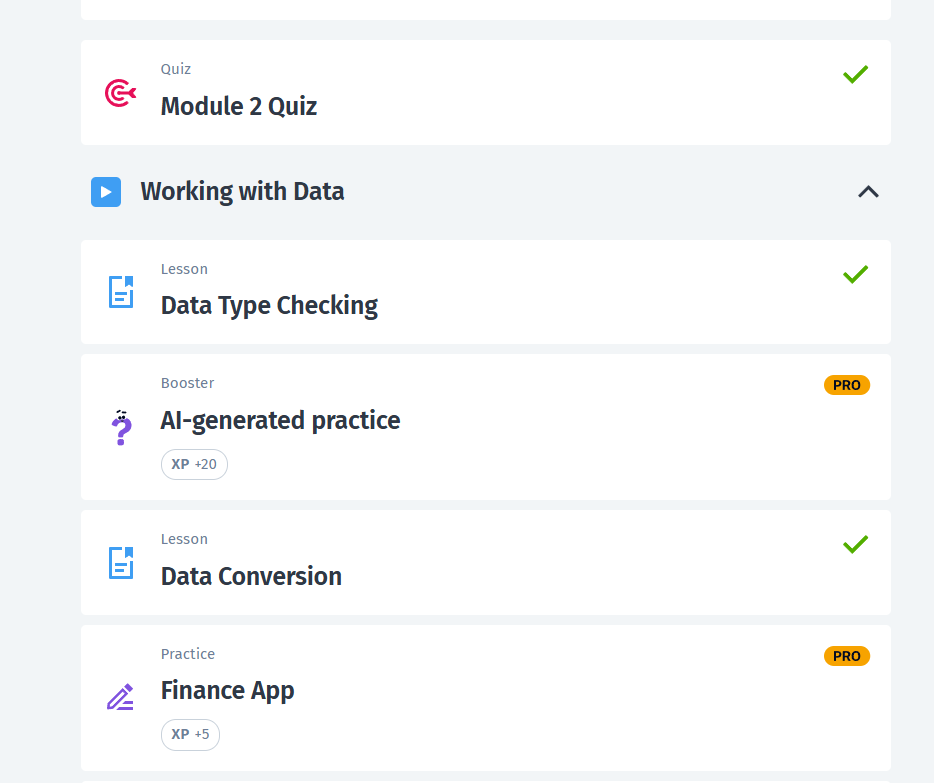 Quiz
Module 2 Quiz
Working with Data
Lesson
Data Type Checking
Booster
PRO
AI-generated practice
XP +20
Lesson
Data Conversion
Practice
PRO
Finance App
XP +5